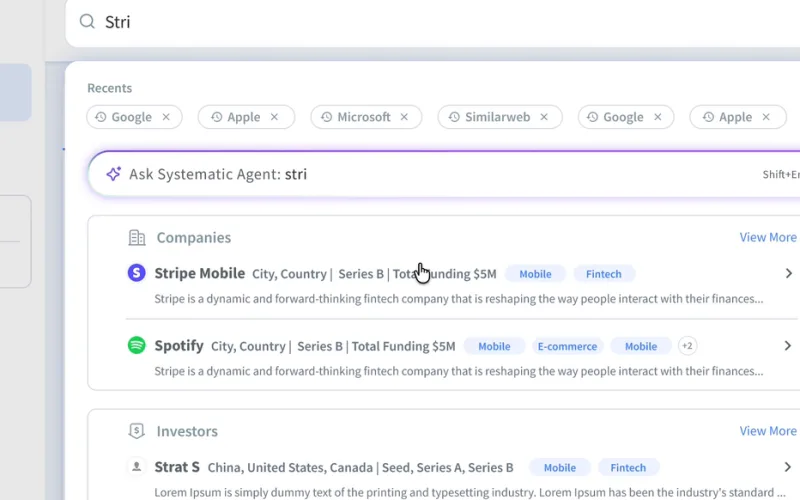 Stri
Recents
Google × Apple × Microsoft × Similarweb × Google × Apple ×
Ask Systematic Agent: stri Shift+E
Companies View More
S Stripe Mobile City, Country | Series B | Total Funding $5M Mobile Fintech
Stripe is a dynamic and forward-thinking fintech company that is reshaping the way people interact with their finances...
Spotify City, Country | Series B | Total Funding $5M Mobile E-commerce Mobile +2
Stripe is a dynamic and forward-thinking fintech company that is reshaping the way people interact with their finances...
$ Investors View More
Strat S China, United States, Canada | Seed, Series A, Series B Mobile Fintech
Lorem Ipsum is simply dummy text of the printing and typesetting industry. Lorem Ipsum has been the industry's standard ...